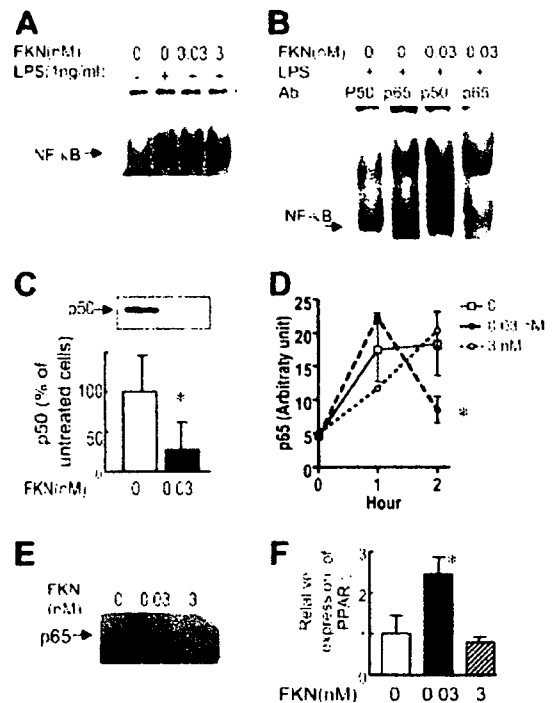 A
FKN(nM) 0 0 0.03 3
LPS(1ng/ml) - + + +
NF-κB
B
FKN(nM) 0 0 0.03 0.03
LPS + + + +
Ab P50 p65 p50 p65
NF-κB
C
p50
p50 (% of untreated cells)
100
50
0
FKN(nM) 0 0.03
*
D
p65 (Arbitraty unit)
25
20
15
10
5
0
0 1 2
Hour
0
0.03 nM
3 nM
*
E
FKN (nM) 0 0.03 3
p65
F
Relative expression of PPAR
3
2
1
0
*
FKN(nM) 0 0.03 3